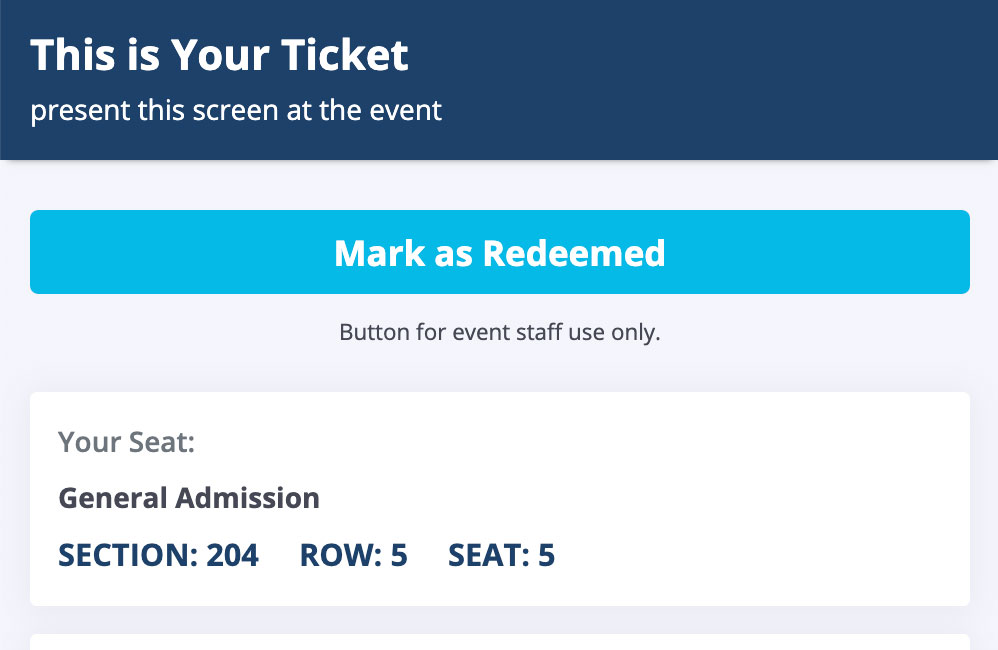 This is Your Ticket
present this screen at the event
Mark as Redeemed
Button for event staff use only.
Your Seat:
General Admission
SECTION: 204 ROW: 5 SEAT: 5